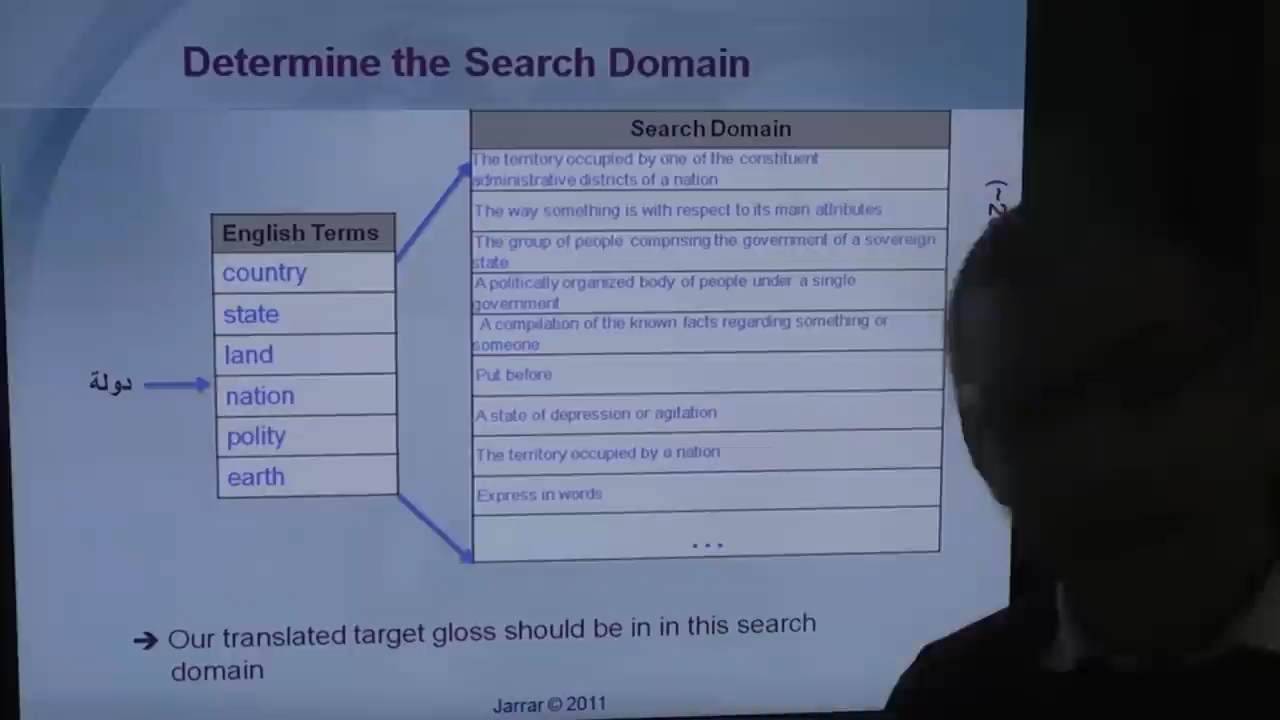 Determine the Search Domain
Search Domain
The territory occupied by one of the constituent
administrative districts of a nation
The way something is with respect to its main attributes
The group of people comprising the government of a sovereign
state
A politically organized body of people under a single
government
A compilation of the known facts regarding something or
someone
Put before
A state of depression or agitation
The territory occupied by a nation
Express in words
...
English Terms
country
state
land
nation
polity
earth
دولة
(~2
➔ Our translated target gloss should be in in this search
domain
Jarrar © 2011